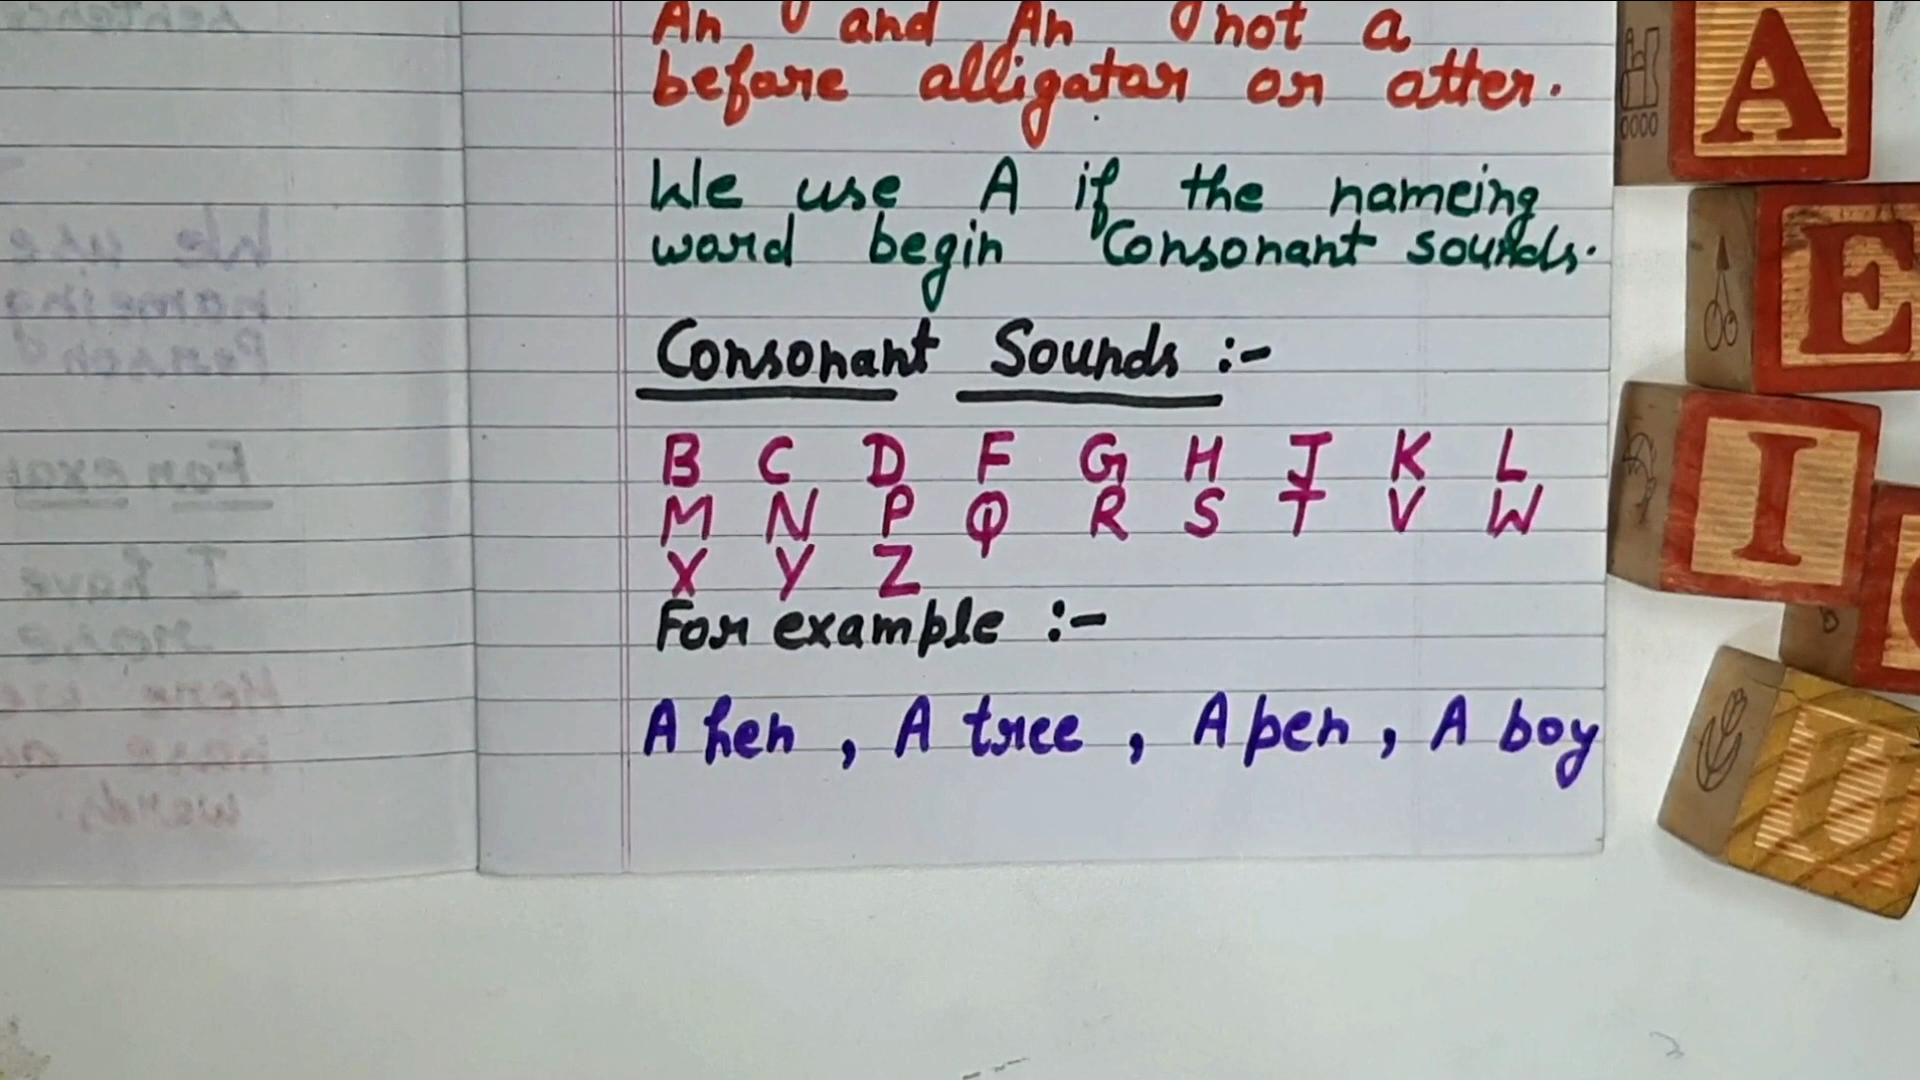 An and An not a
before alligator or otter.
We use A if the nameing
word begin Consonant sounds.
Consonant Sounds :-
B C D F G H J K L
M N P Q R S T V W
X Y Z
For example :-
A hen , A tree , A pen , A boy
A
E
I
U